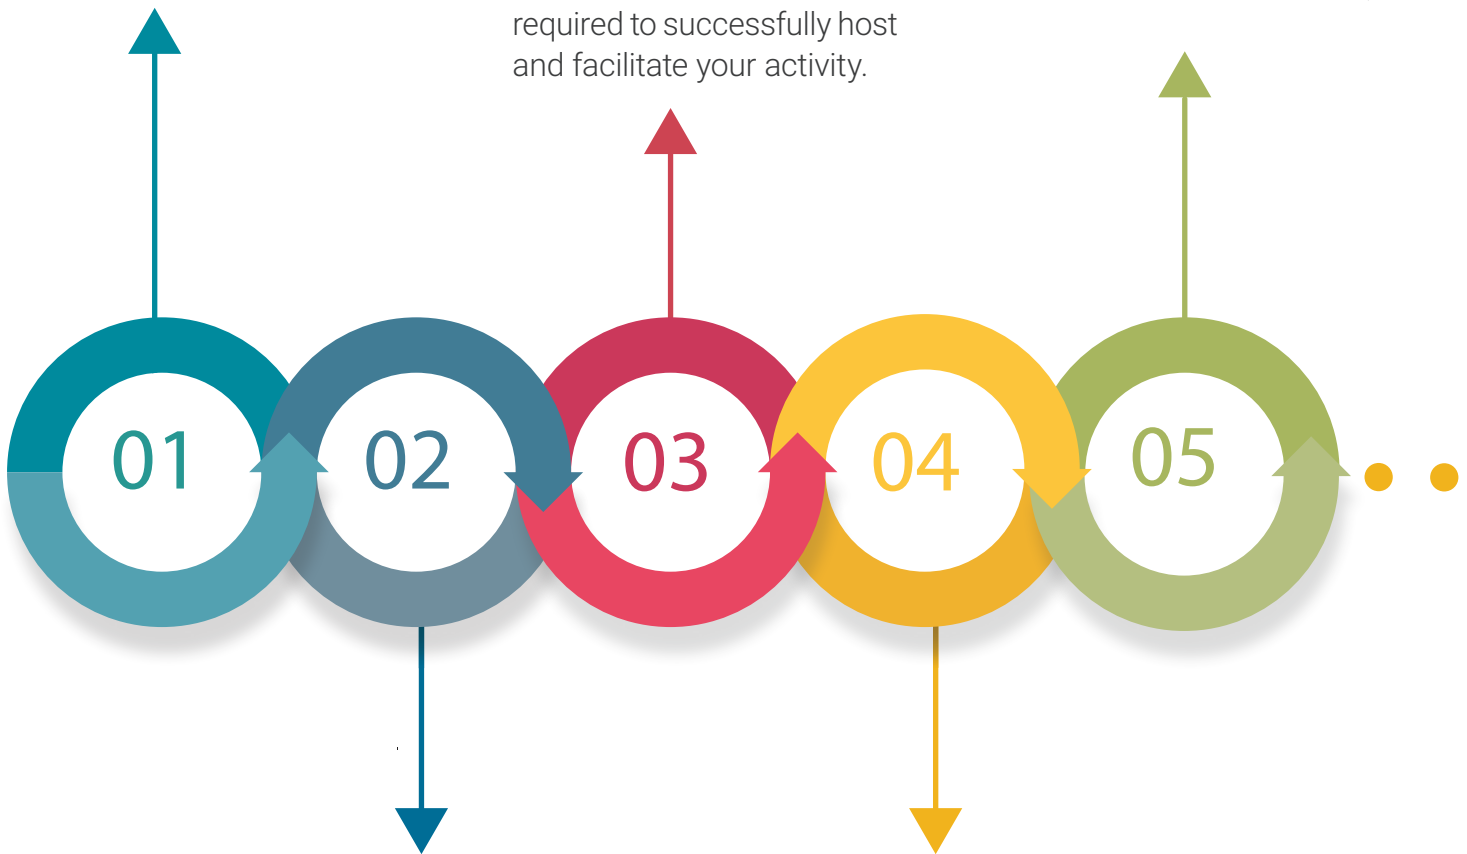 required to successfully host
and facilitate your activity.
01
02
03
04
05